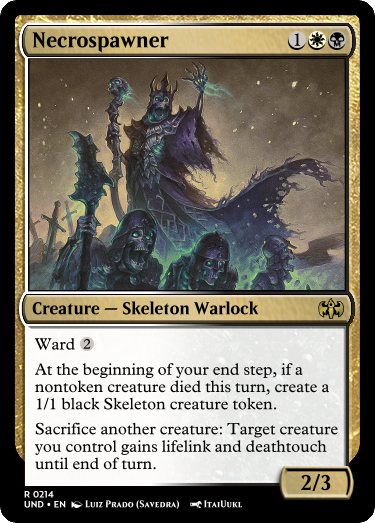 Necrospawner 1
Creature — Skeleton Warlock
Ward 2
At the beginning of your end step, if a
nontoken creature died this turn, create a
1/1 black Skeleton creature token.
Sacrifice another creature: Target creature
you control gains lifelink and deathtouch
until end of turn.
2/3
R 0214
UND • EN Luiz Prado (Savedra) ItaiUukl